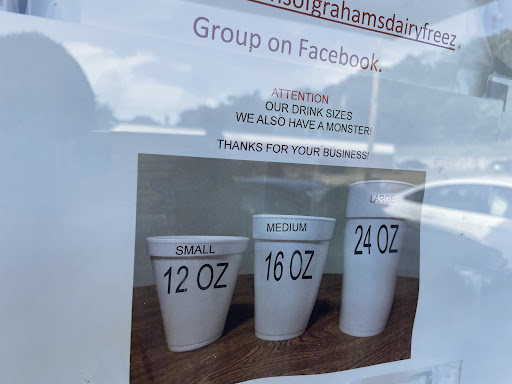 Group on Facebook.
ATTENTION
OUR DRINK SIZES
WE ALSO HAVE A MONSTER!
THANKS FOR YOUR BUSINESS!
SMALL
12 OZ
MEDIUM
16 OZ
LARGE
24 OZ